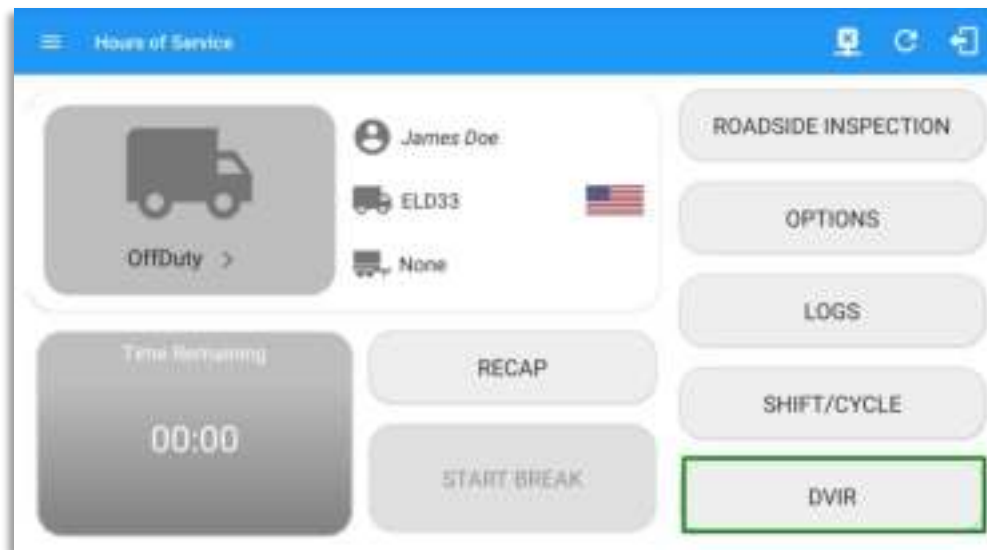 Hours of Service
James Doe
ELD33
None
OffDuty >
Time Remaining
00:00
RECAP
START BREAK
ROADSIDE INSPECTION
OPTIONS
LOGS
SHIFT/CYCLE
DVIR